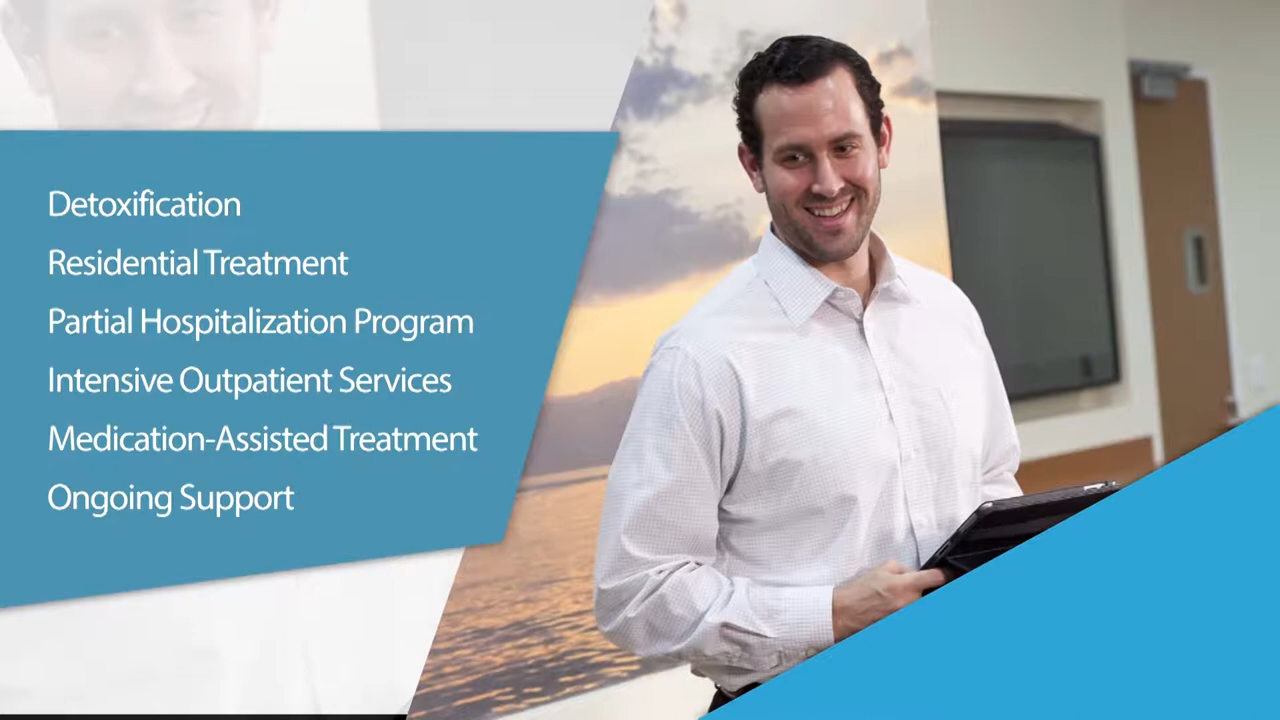 Detoxification
Residential Treatment
Partial Hospitalization Program
Intensive Outpatient Services
Medication-Assisted Treatment
Ongoing Support